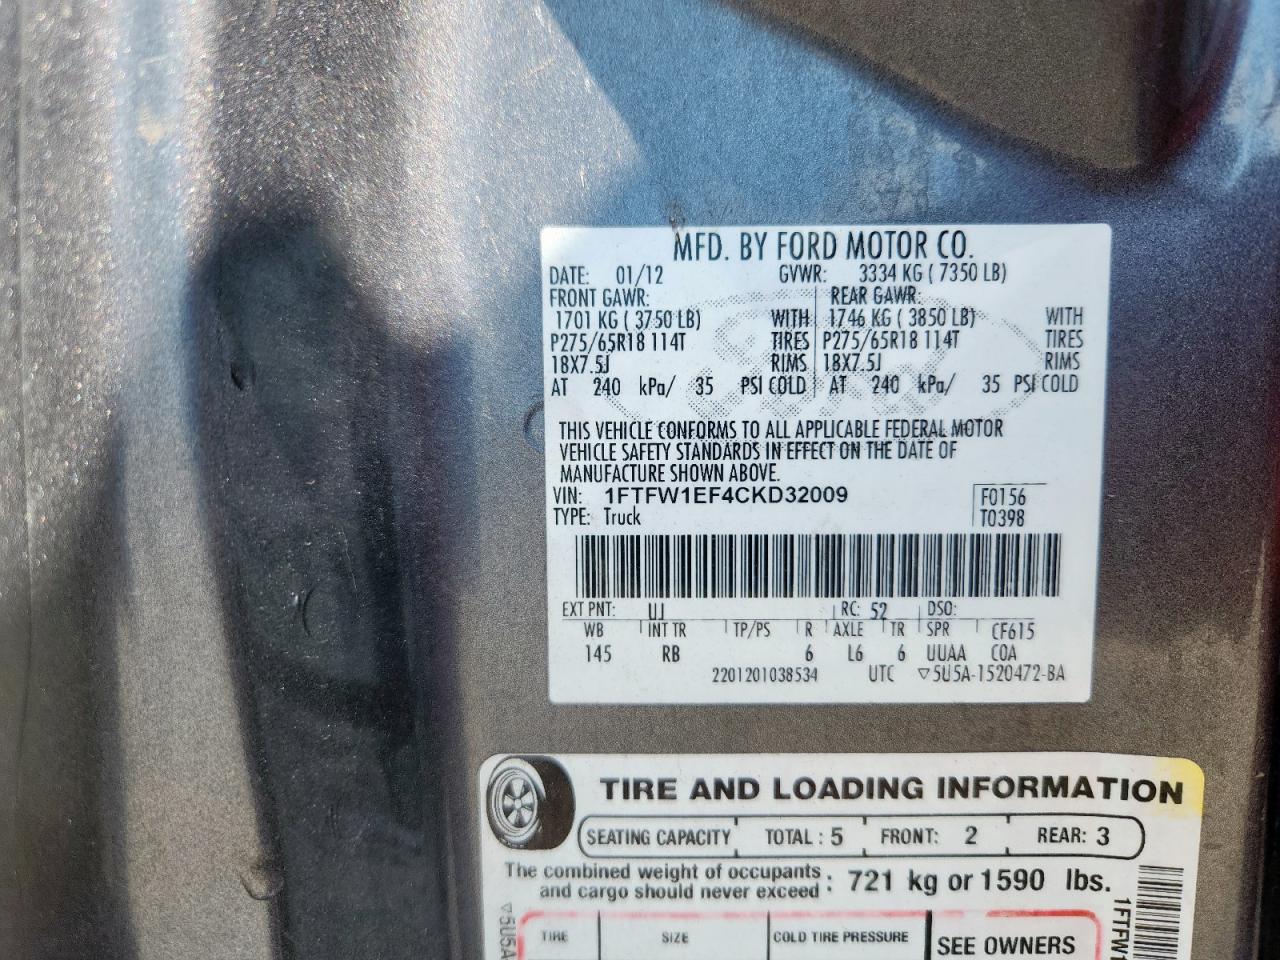 MFD. BY FORD MOTOR CO.
DATE: 01/12 GVWR: 3334 KG ( 7350 LB)
FRONT GAWR: REAR GAWR:
1701 KG ( 3750 LB) WITH 1746 KG ( 3850 LB) WITH
P275/65R18 114T TIRES P275/65R18 114T TIRES
18X7.5J RIMS 18X7.5J RIMS
AT 240 kPa/ 35 PSI COLD AT 240 kPa/ 35 PSI COLD
THIS VEHICLE CONFORMS TO ALL APPLICABLE FEDERAL MOTOR
VEHICLE SAFETY STANDARDS IN EFFECT ON THE DATE OF
MANUFACTURE SHOWN ABOVE.
VIN: 1FTFW1EF4CKD32009 F0156
TYPE: Truck T0398
EXT PNT: UJ RC: 52 DSO:
WB INT TR TP/PS R AXLE TR SPR CF615
145 RB 6 L6 6 UUAA COA
2201201038534 UTC ▽5U5A-1520472-BA
TIRE AND LOADING INFORMATION
SEATING CAPACITY TOTAL : 5 FRONT: 2 REAR: 3
The combined weight of occupants
and cargo should never exceed : 721 kg or 1590 lbs.
TIRE SIZE COLD TIRE PRESSURE SEE OWNERS
▽5U5A
1FTFW1